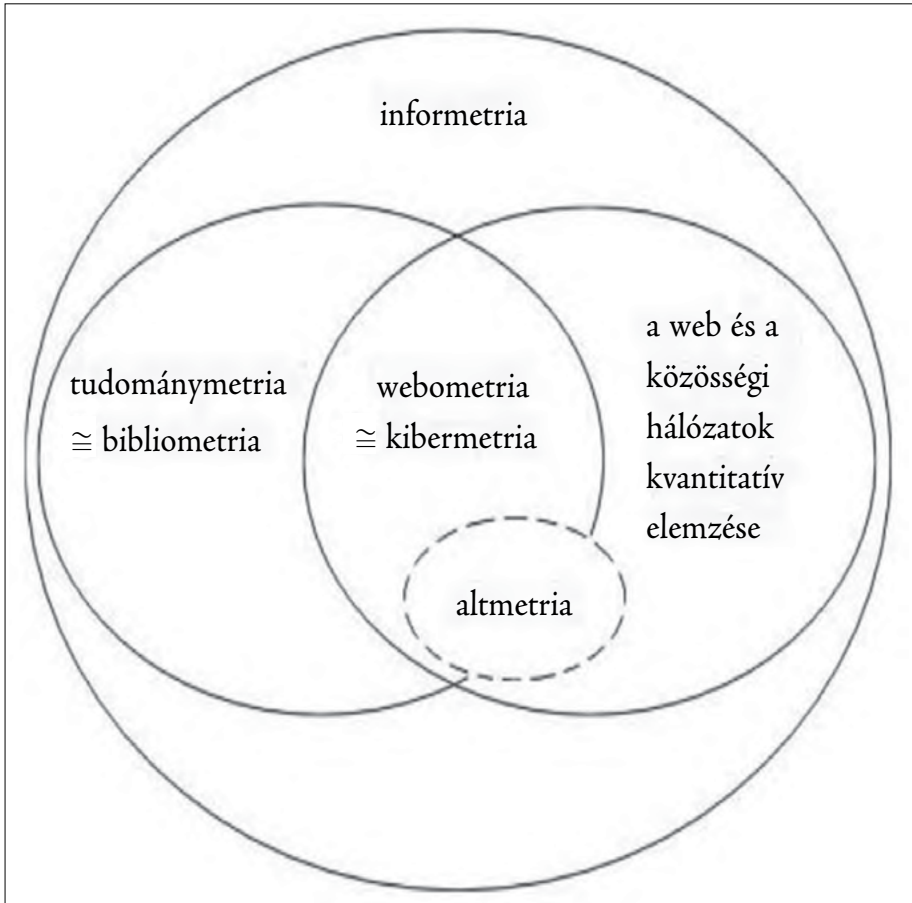 informetria
tudománymetria
≅ bibliometria
webometria
≅ kibermetria
a web és a
közösségi
hálózatok
kvantitatív
elemzése
altmetria